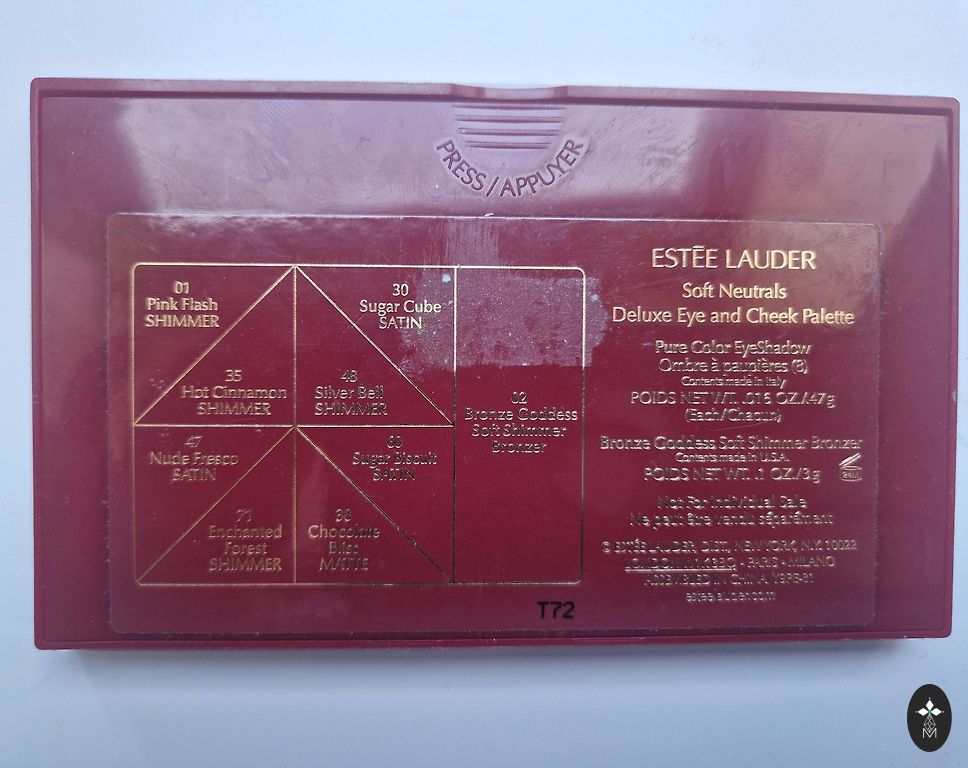 PRESS / APPUYER
01
Pink Flash
SHIMMER
30
Sugar Cube
SATIN
35
Hot Cinnamon
SHIMMER
48
Silver Bell
SHIMMER
02
Bronze Goddess
Soft Shimmer
Bronzer
47
Nude Fresco
SATIN
60
Sugar Biscuit
SATIN
71
Enchanted
Forest
SHIMMER
Chocolate
Bliss
MATTE
ESTĒE LAUDER
Soft Neutrals
Deluxe Eye and Cheek Palette
Pure Color EyeShadow
Ombre à paupières (8)
Contents made in Italy
POIDS NET WT. .016 OZ./.47g
(Each/Chacun)
Bronze Goddess Soft Shimmer Bronzer
Contents made in U.S.A.
POIDS NET WT. .1 OZ./3g
24M
Not For Individual Sale
Ne peut être vendu séparément
© ESTÉE LAUDER, DIST., NEW YORK, N.Y. 10022
LONDON W1K 3BQ · PARIS · MILANO
ASSEMBLED IN CHINA
esteelauder.com
T72
M